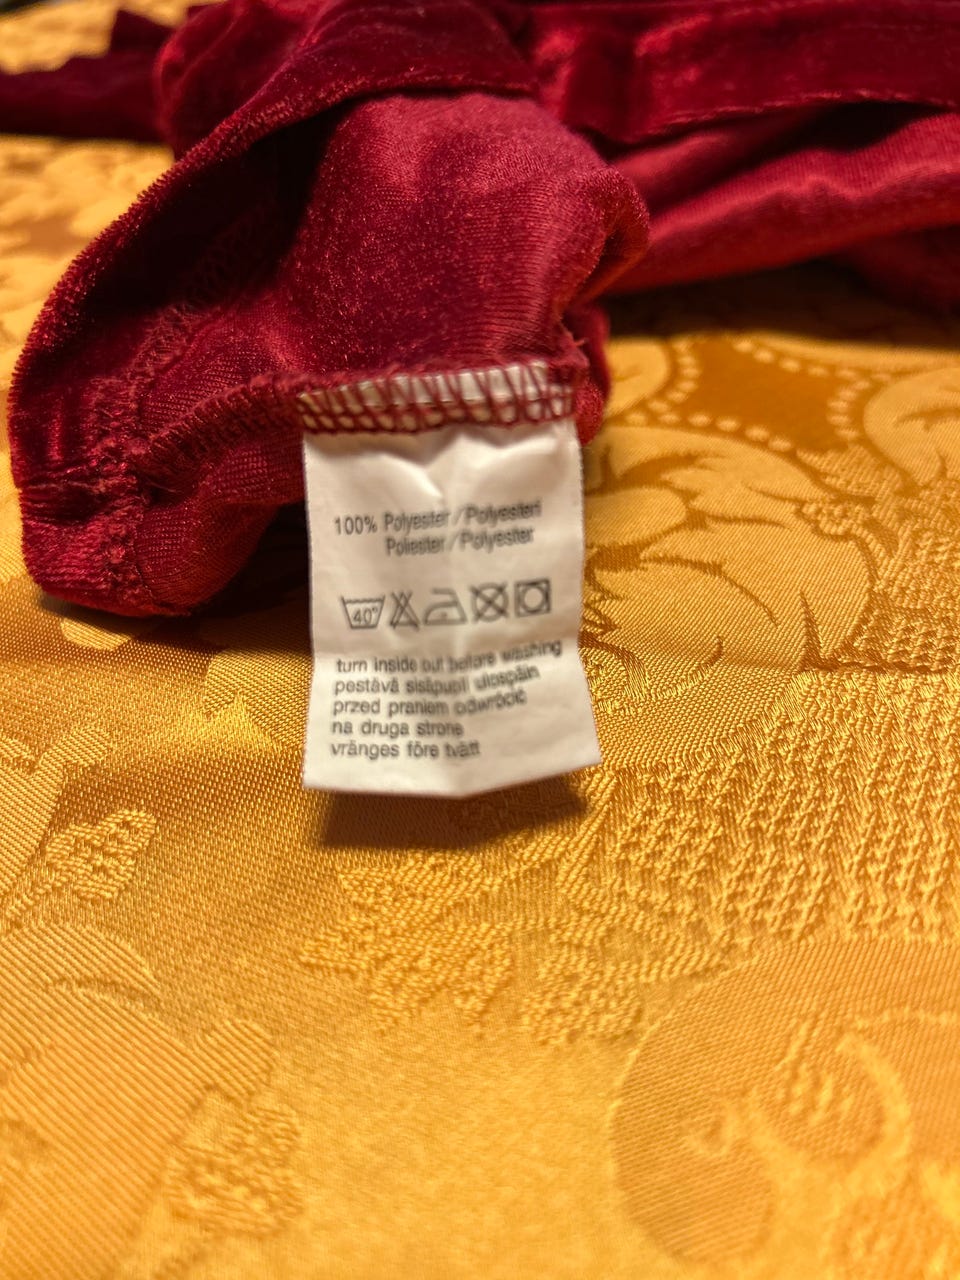 100% Polyester / Polyesteri
Poliester / Polyester
40°
turn inside out before washing
pestävä sisäpuoli ulospäin
przed praniem odwrócić
na druga strone
vränges före tvätt